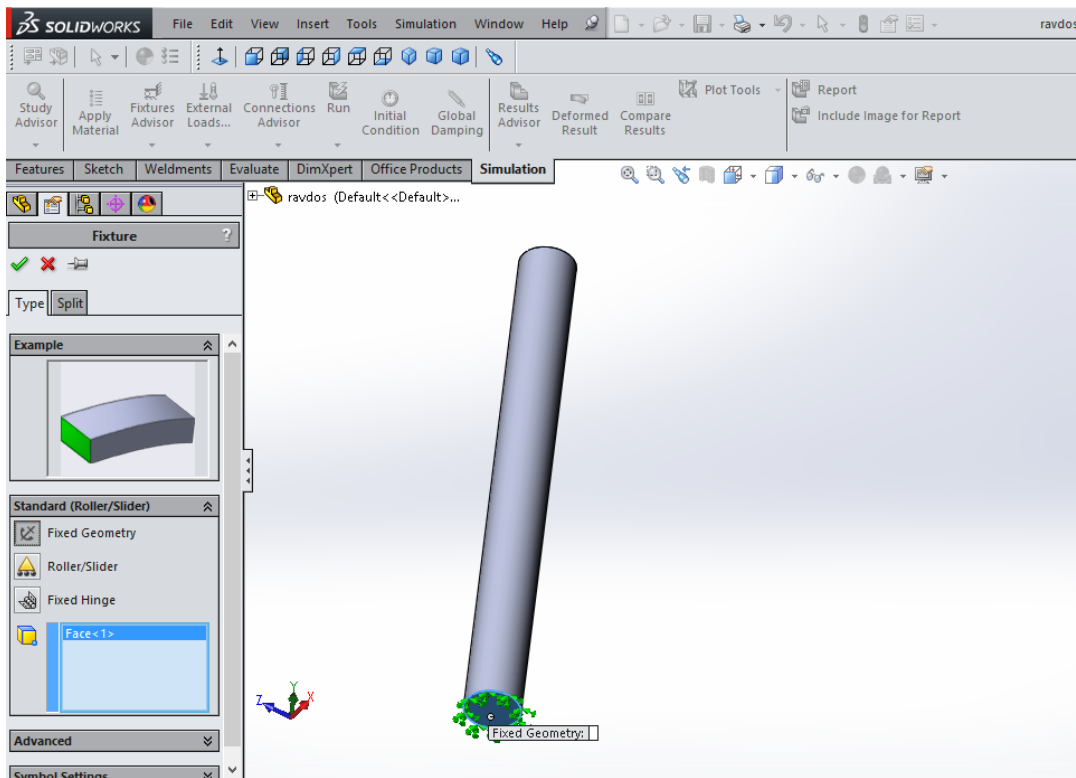 SOLIDWORKS File Edit View Insert Tools Simulation Window Help ravdos
Study Advisor
Apply Material
Fixtures Advisor
External Loads...
Connections Advisor
Run
Initial Condition
Global Damping
Results Advisor
Deformed Result
Compare Results
Plot Tools
Report
Include Image for Report
Features Sketch Weldments Evaluate DimXpert Office Products Simulation
ravdos (Default<<Default>...
Fixture ?
Type Split
Example
Standard (Roller/Slider)
Fixed Geometry
Roller/Slider
Fixed Hinge
Face<1>
Advanced
Symbol Settings
Z Y X
Fixed Geometry: